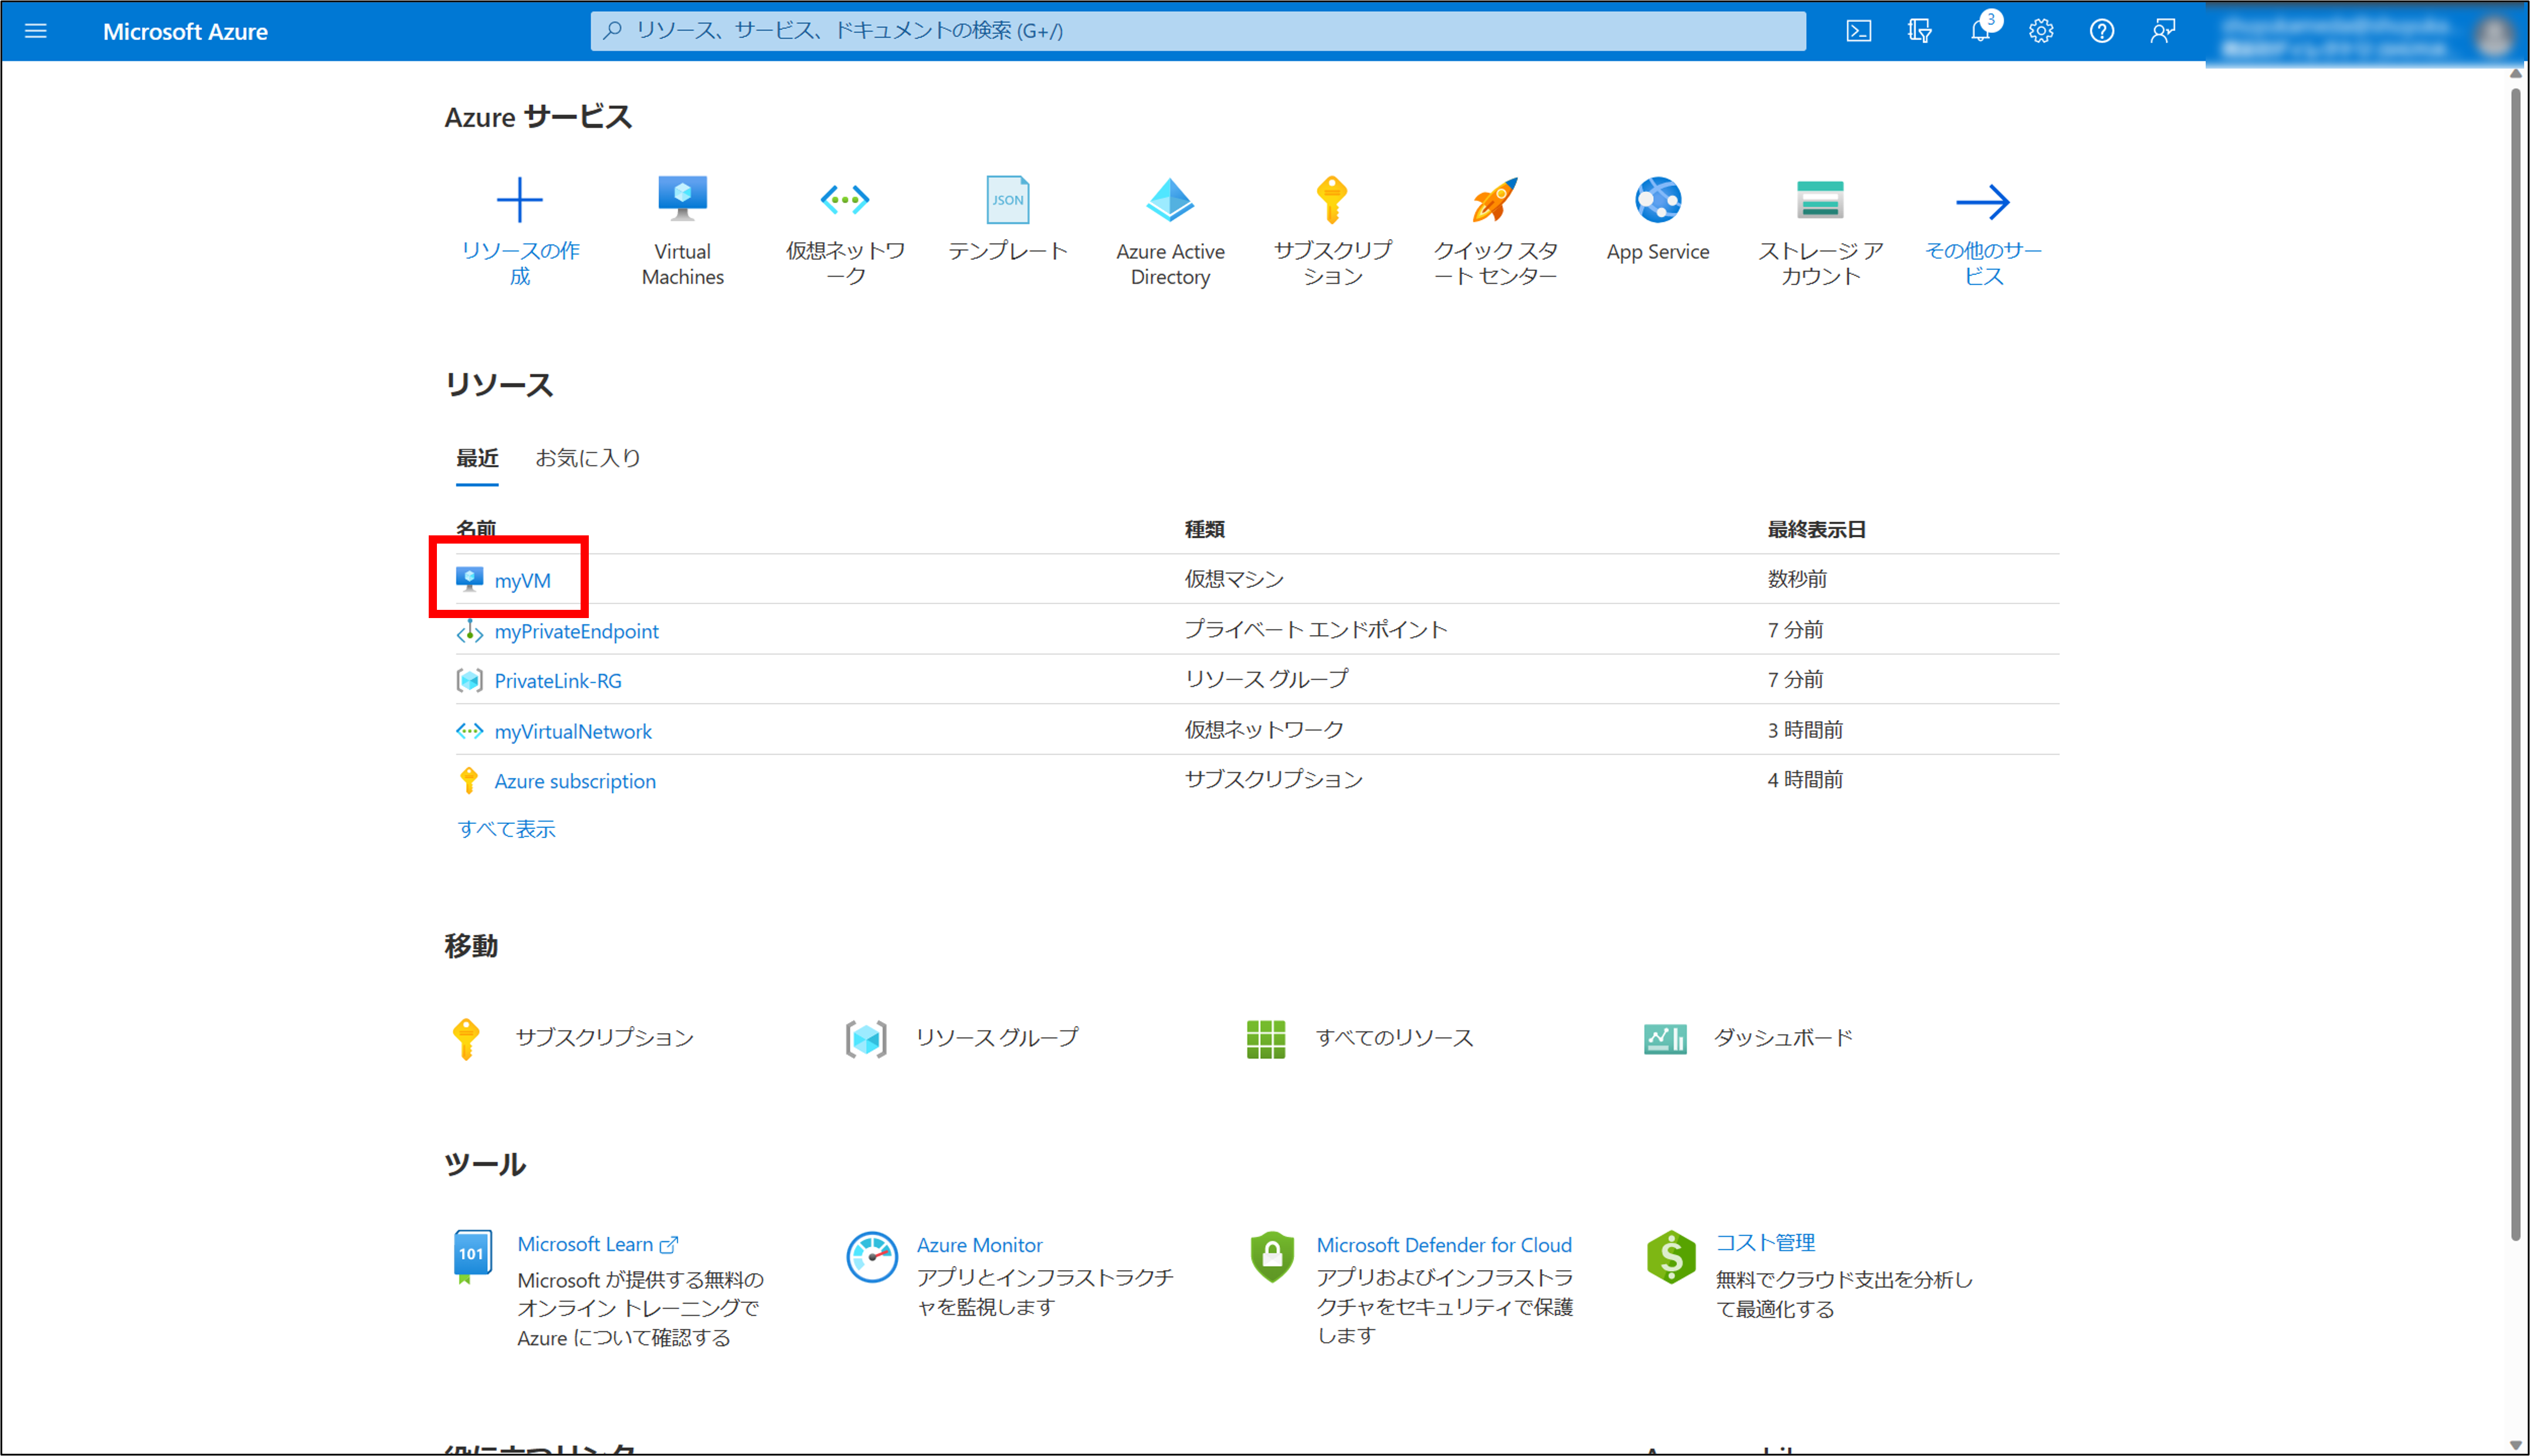 Microsoft Azure
リソース、サービス、ドキュメントの検索 (G+/)
3
Azure サービス
JSON
リソースの作
成
Virtual
Machines
仮想ネットワ
ーク
テンプレート
Azure Active
Directory
サブスクリプ
ション
クイック スタ
ート センター
App Service
ストレージ ア
カウント
その他のサー
ビス
リソース
最近 お気に入り
名前 種類 最終表示日
myVM 仮想マシン 数秒前
myPrivateEndpoint プライベート エンドポイント 7 分前
PrivateLink-RG リソース グループ 7 分前
myVirtualNetwork 仮想ネットワーク 3 時間前
Azure subscription サブスクリプション 4 時間前
すべて表示
移動
サブスクリプション リソース グループ すべてのリソース ダッシュボード
ツール
101
Microsoft Learn
Microsoft が提供する無料の
オンライン トレーニングで
Azure について確認する
Azure Monitor
アプリとインフラストラクチ
ャを監視します
Microsoft Defender for Cloud
アプリおよびインフラストラ
クチャをセキュリティで保護
します
コスト管理
無料でクラウド支出を分析し
て最適化する